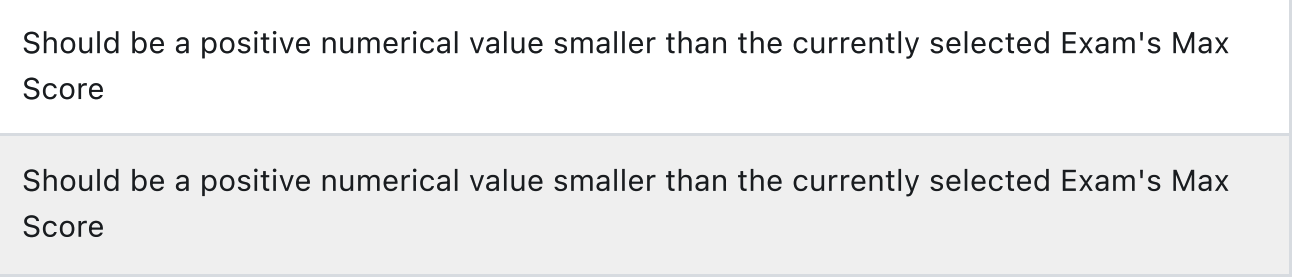 Should be a positive numerical value smaller than the currently selected Exam's Max
Score
Should be a positive numerical value smaller than the currently selected Exam's Max
Score